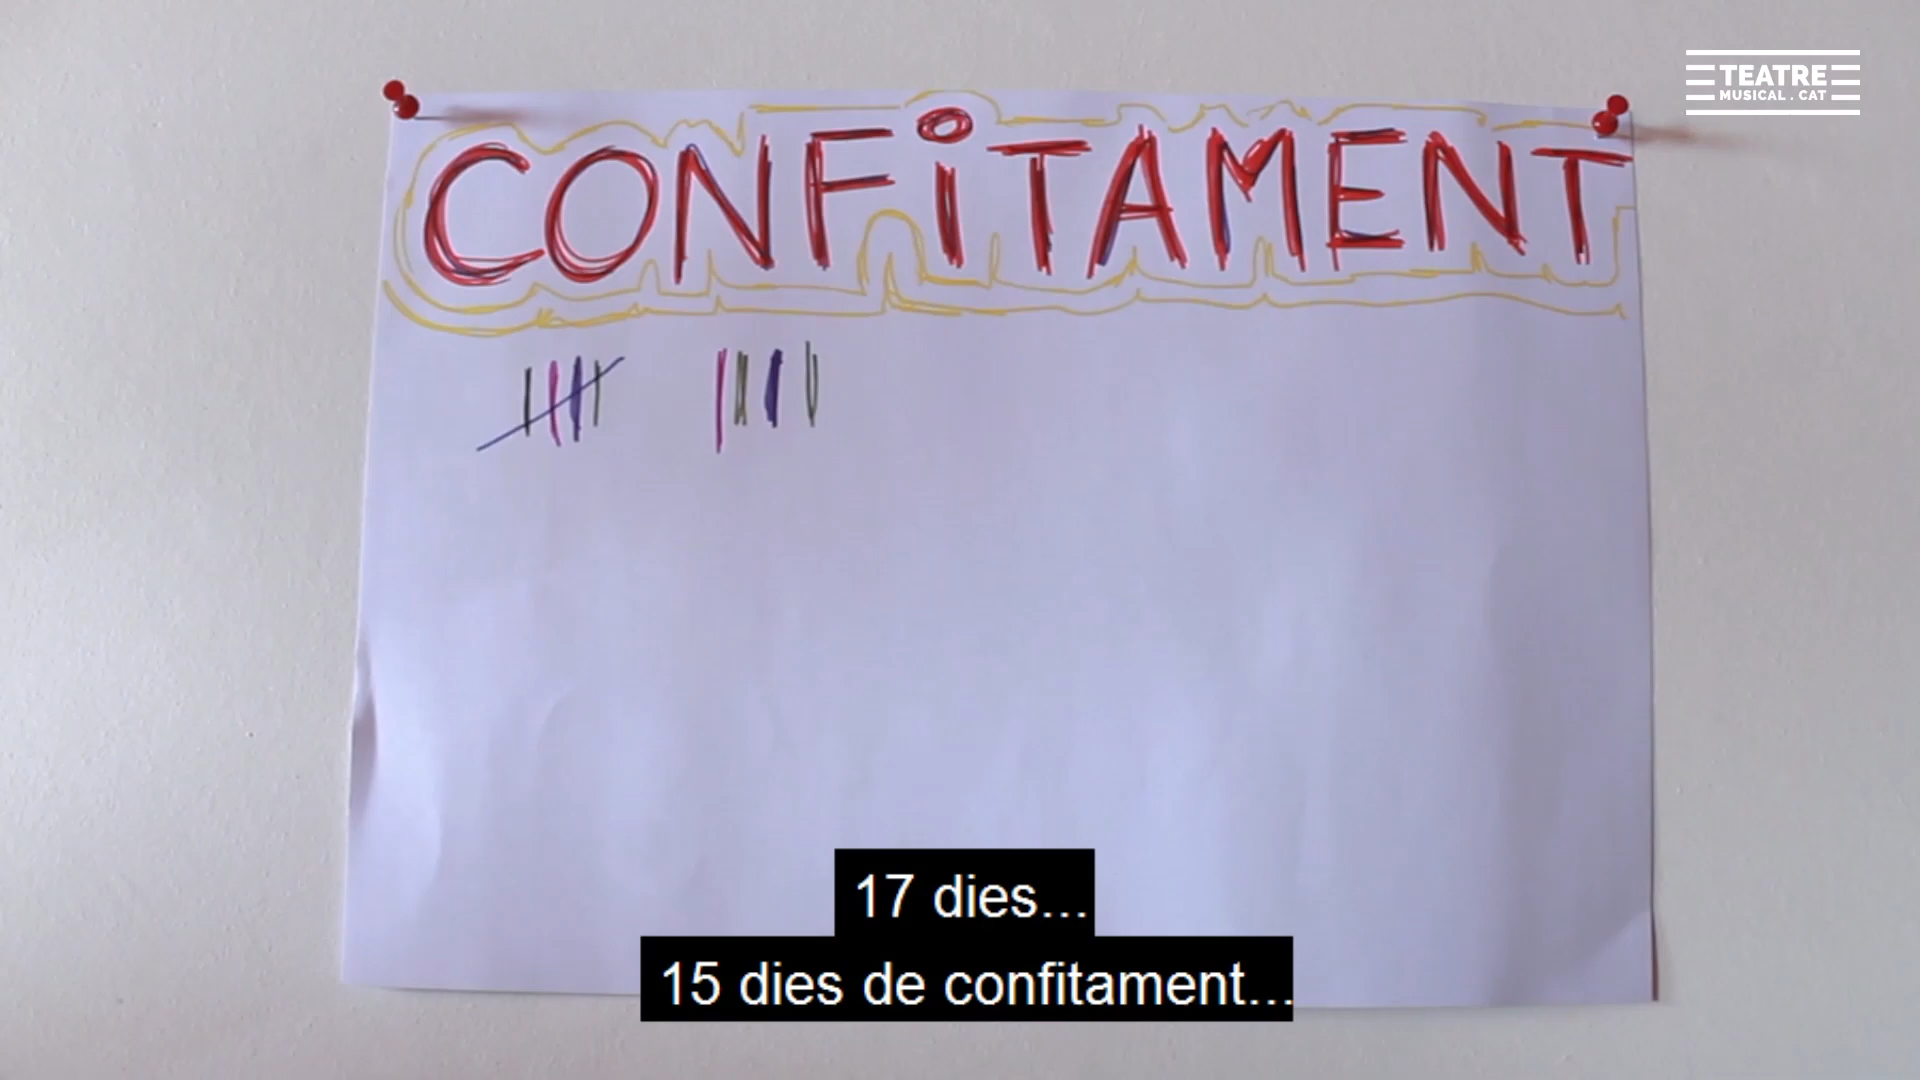 TEATRE
MUSICAL.CAT
CONFiTAMENT
17 dies...
15 dies de confitament...